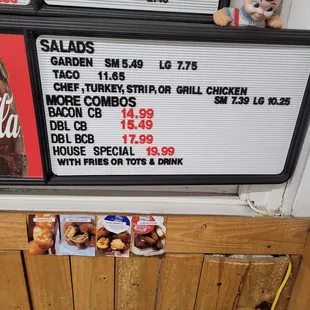 SALADS
GARDEN SM 5.49 LG 7.75
TACO 11.65
CHEF, TURKEY, STRIP, OR GRILL CHICKEN
SM 7.39 LG 10.25
MORE COMBOS
BACON CB 14.99
DBL CB 15.49
DBL BCB 17.99
HOUSE SPECIAL 19.99
WITH FRIES OR TOTS & DRINK